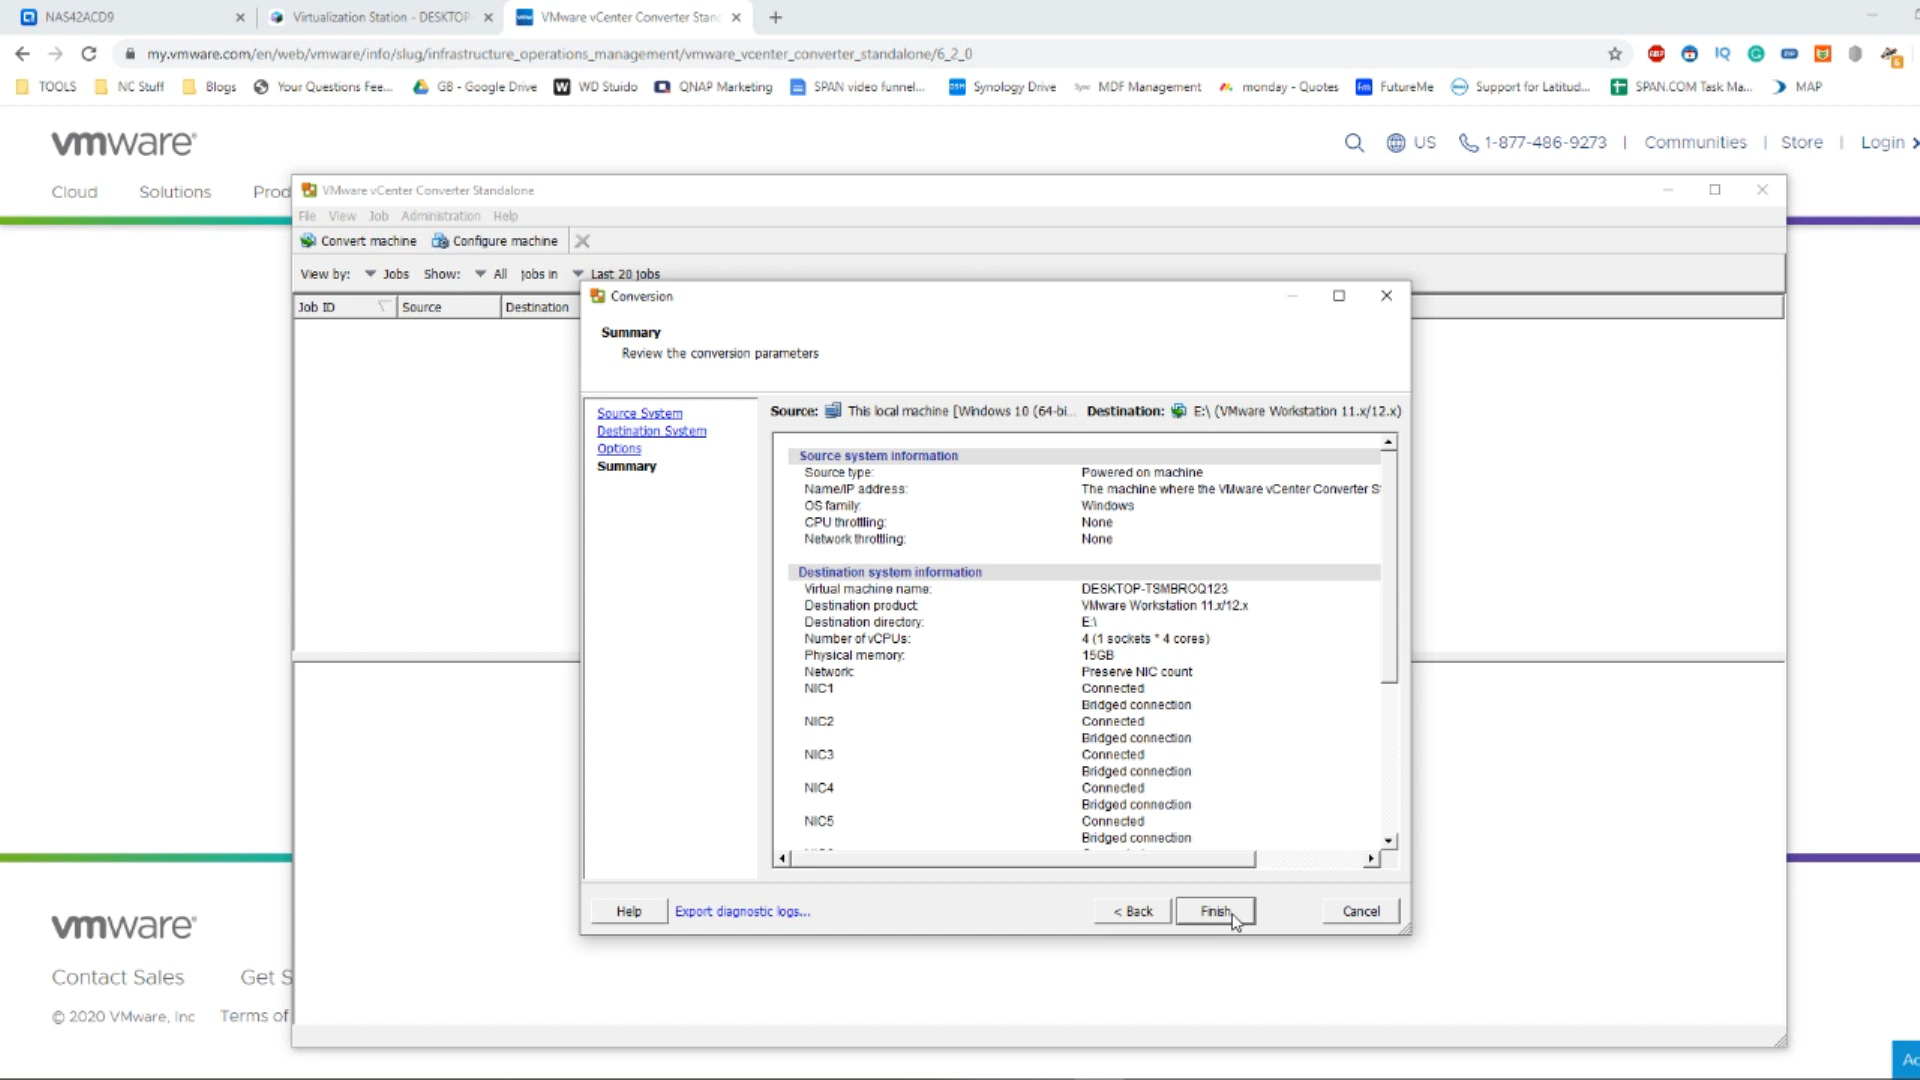 NAS42ACD9
Virtualization Station - DESKTOP-
VMware vCenter Converter Stan
my.vmware.com/en/web/vmware/info/slug/infrastructure_operations_management/vmware_vcenter_converter_standalone/6_2_0
TOOLS NC Stuff Blogs Your Questions Fee... GB - Google Drive WD Stuido QNAP Marketing SPAN video funnel... Synology Drive MDF Management monday - Quotes FutureMe Support for Latitud... SPAN.COM Task Ma... MAP
vmware®
US 1-877-486-9273 | Communities | Store | Login
Cloud Solutions Prod
VMware vCenter Converter Standalone
File View Job Administration Help
Convert machine Configure machine
View by: Jobs Show: All jobs in Last 20 jobs
Job ID Source Destination
Conversion
Summary
Review the conversion parameters
Source System
Destination System
Options
Summary
Source: This local machine [Windows 10 (64-bi... Destination: E:\ (VMware Workstation 11.x/12.x)
Source system information
Source type: Powered on machine
Name/IP address: The machine where the VMware vCenter Converter S
OS family: Windows
CPU throttling: None
Network throttling: None
Destination system information
Virtual machine name: DESKTOP-TSMBROQ123
Destination product: VMware Workstation 11.x/12.x
Destination directory: E:\
Number of vCPUs: 4 (1 sockets * 4 cores)
Physical memory: 15GB
Network: Preserve NIC count
NIC1 Connected
Bridged connection
NIC2 Connected
Bridged connection
NIC3 Connected
Bridged connection
NIC4 Connected
Bridged connection
NIC5 Connected
Bridged connection
Help Export diagnostic logs... < Back Finish Cancel
vmware®
Contact Sales Get S
© 2020 VMware, Inc Terms of
Ac